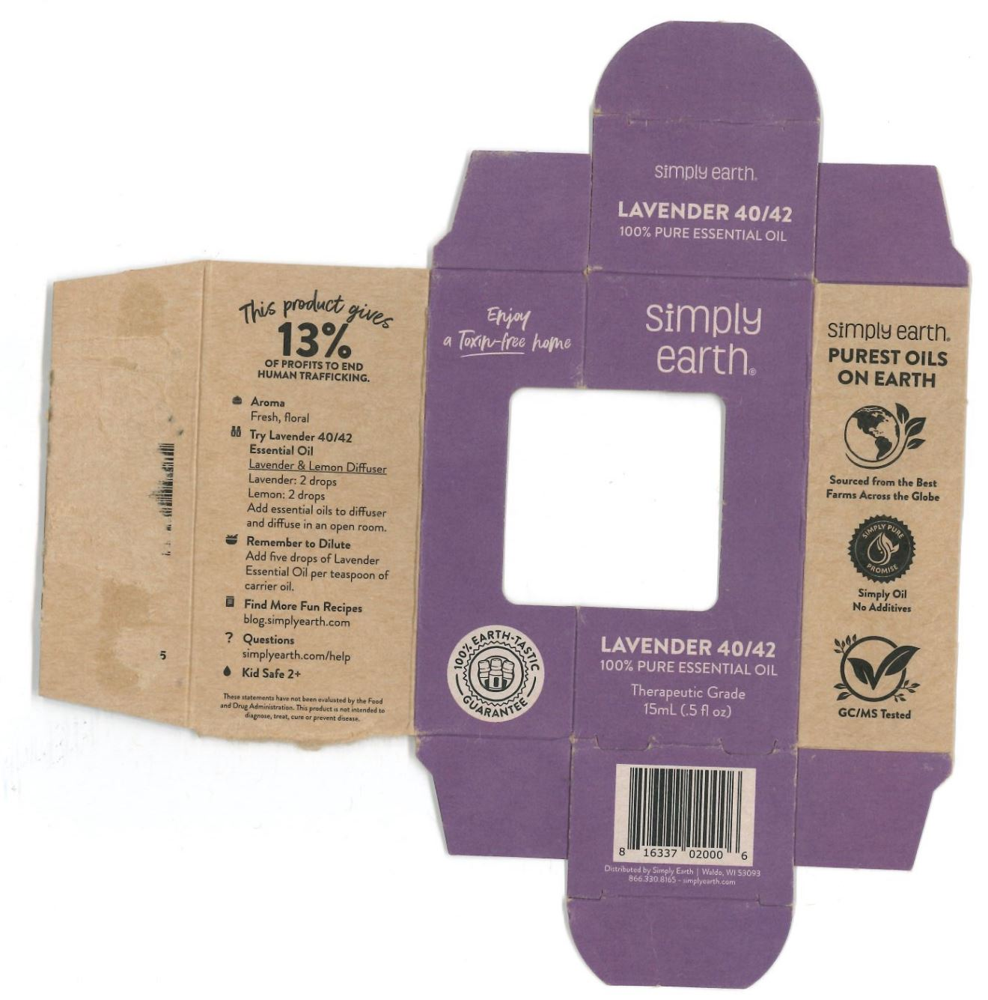 simply earth®
LAVENDER 40/42
100% PURE ESSENTIAL OIL
This product gives
13%
OF PROFITS TO END
HUMAN TRAFFICKING.
Aroma
Fresh, floral
Try Lavender 40/42
Essential Oil
Lavender & Lemon Diffuser
Lavender: 2 drops
Lemon: 2 drops
Add essential oils to diffuser
and diffuse in an open room.
Remember to Dilute
Add five drops of Lavender
Essential Oil per teaspoon of
carrier oil.
Find More Fun Recipes
blog.simplyearth.com
? Questions
simplyearth.com/help
Kid Safe 2+
These statements have not been evaluated by the Food
and Drug Administration. This product is not intended to
diagnose, treat, cure or prevent disease.
5
Enjoy
a Toxin-free home
100% EARTH-TASTIC
GUARANTEE
simply
earth®
LAVENDER 40/42
100% PURE ESSENTIAL OIL
Therapeutic Grade
15mL (.5 fl oz)
simply earth®
PUREST OILS
ON EARTH
Sourced from the Best
Farms Across the Globe
SIMPLY PURE
PROMISE
Simply Oil
No Additives
GC/MS Tested
8 16337 02000 6
Distributed by Simply Earth | Waldo, WI 53093
866.330.8165 - simplyearth.com